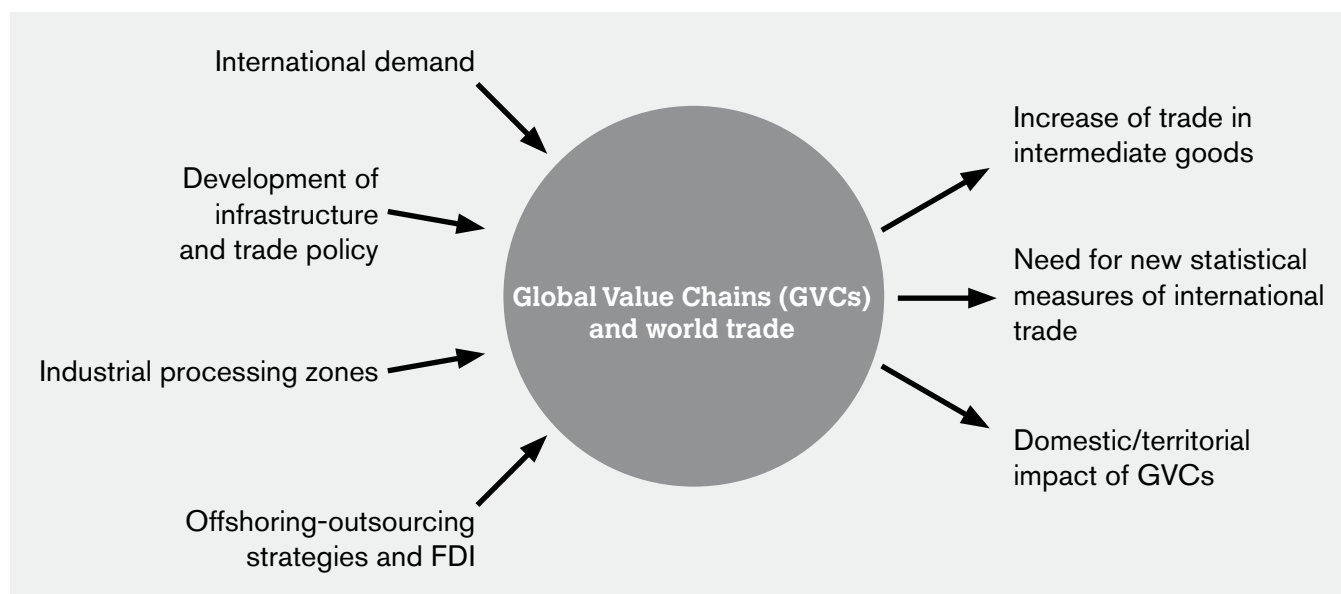 International demand
Development of
infrastructure
and trade policy
Industrial processing zones
Offshoring-outsourcing
strategies and FDI
Global Value Chains (GVCs)
and world trade
Increase of trade in
intermediate goods
Need for new statistical
measures of international
trade
Domestic/territorial
impact of GVCs